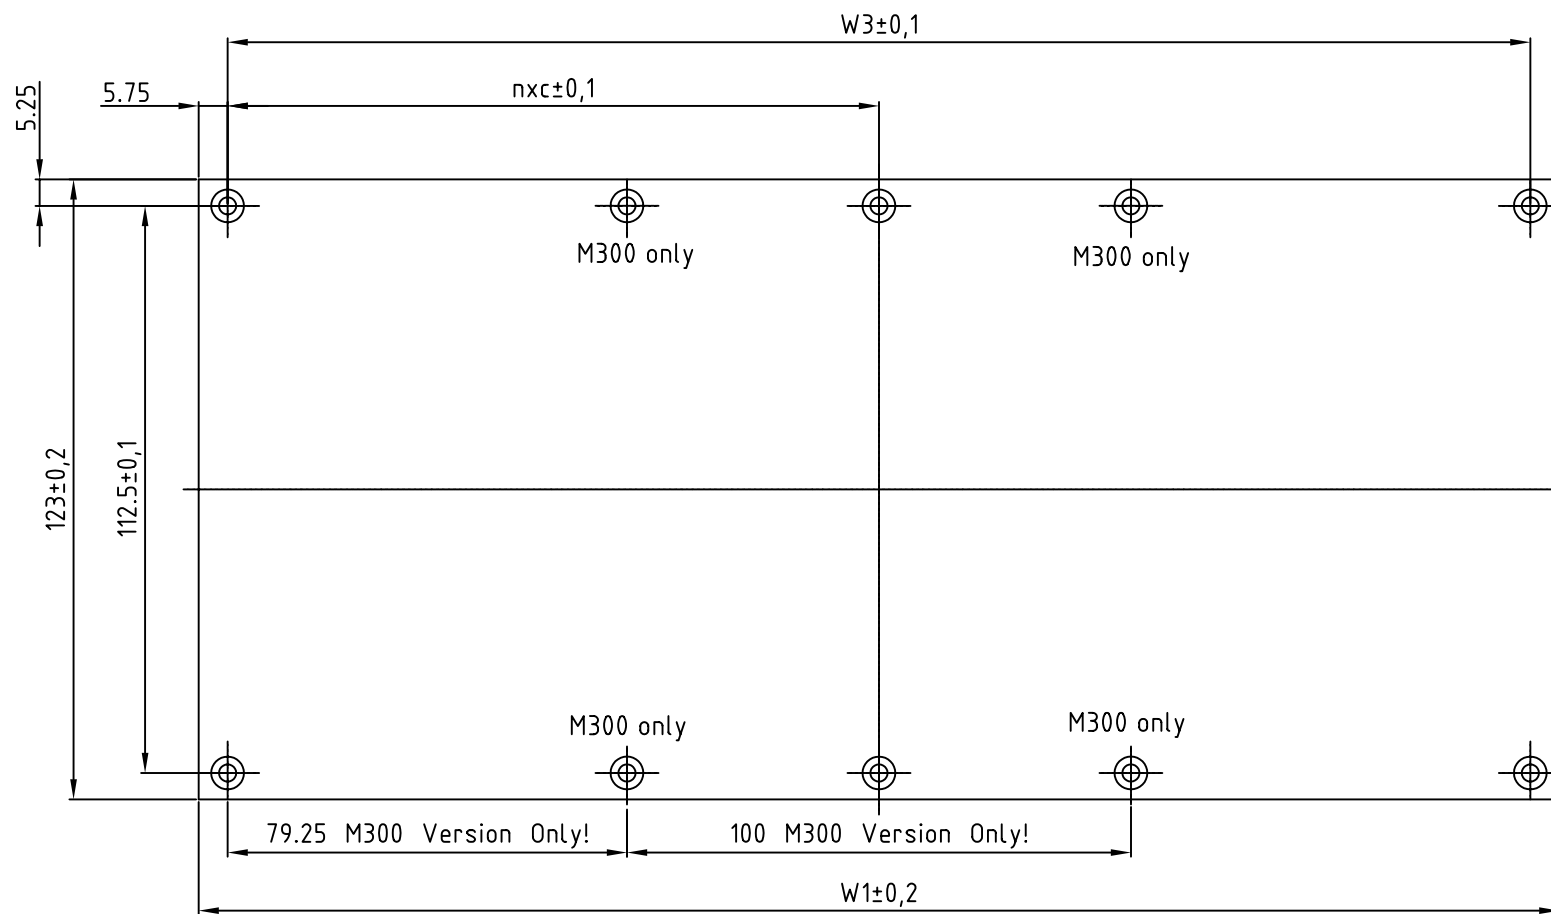 W3±0,1
5.75
nxc±0,1
5.25
M300 only
M300 only
123±0,2
112.5±0,1
M300 only
M300 only
79.25 M300 Version Only!
100 M300 Version Only!
W1±0,2